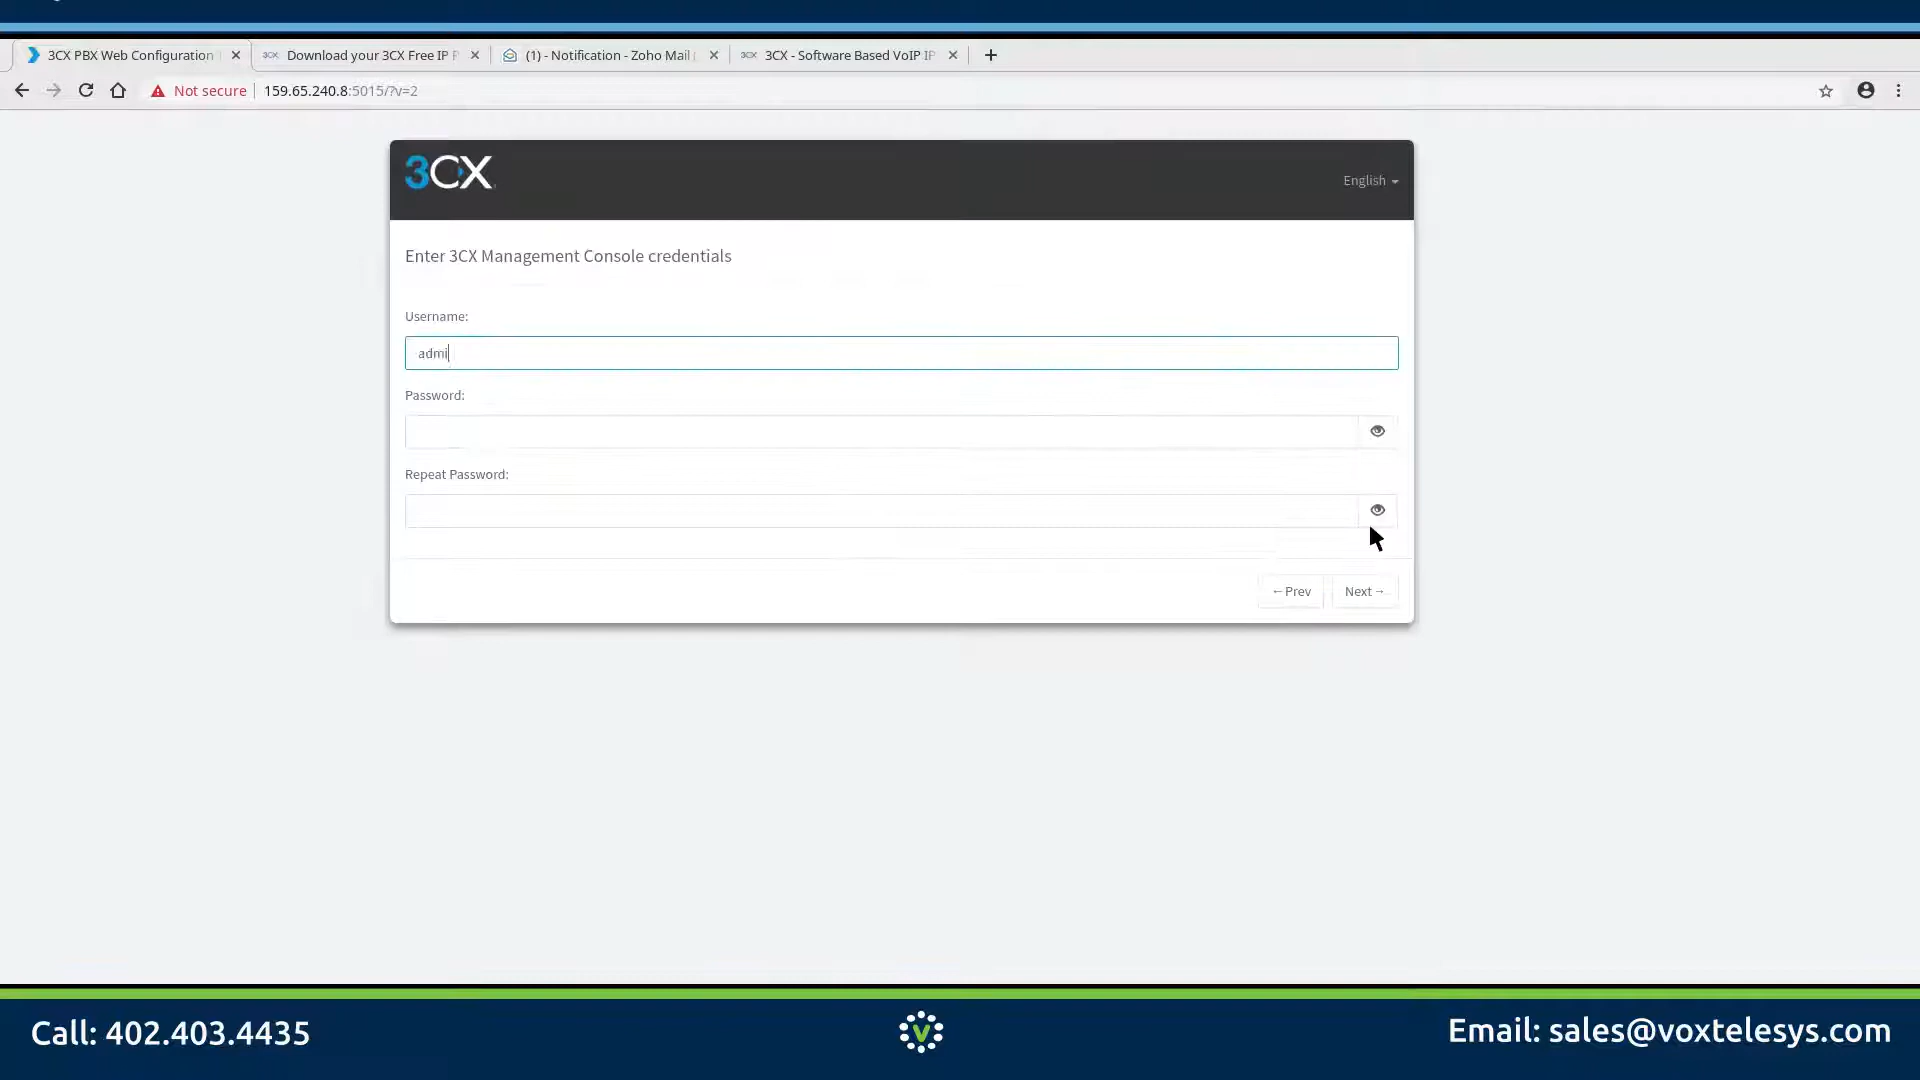 3CX PBX Web Configuration
3CX Download your 3CX Free IP P
(1) - Notification - Zoho Mail (
3CX 3CX - Software Based VoIP IP
Not secure 159.65.240.8:5015/?v=2
3CX
English
Enter 3CX Management Console credentials
Username:
admi
Password:
Repeat Password:
←Prev Next→
Call: 402.403.4435
V
Email: sales@voxtelesys.com